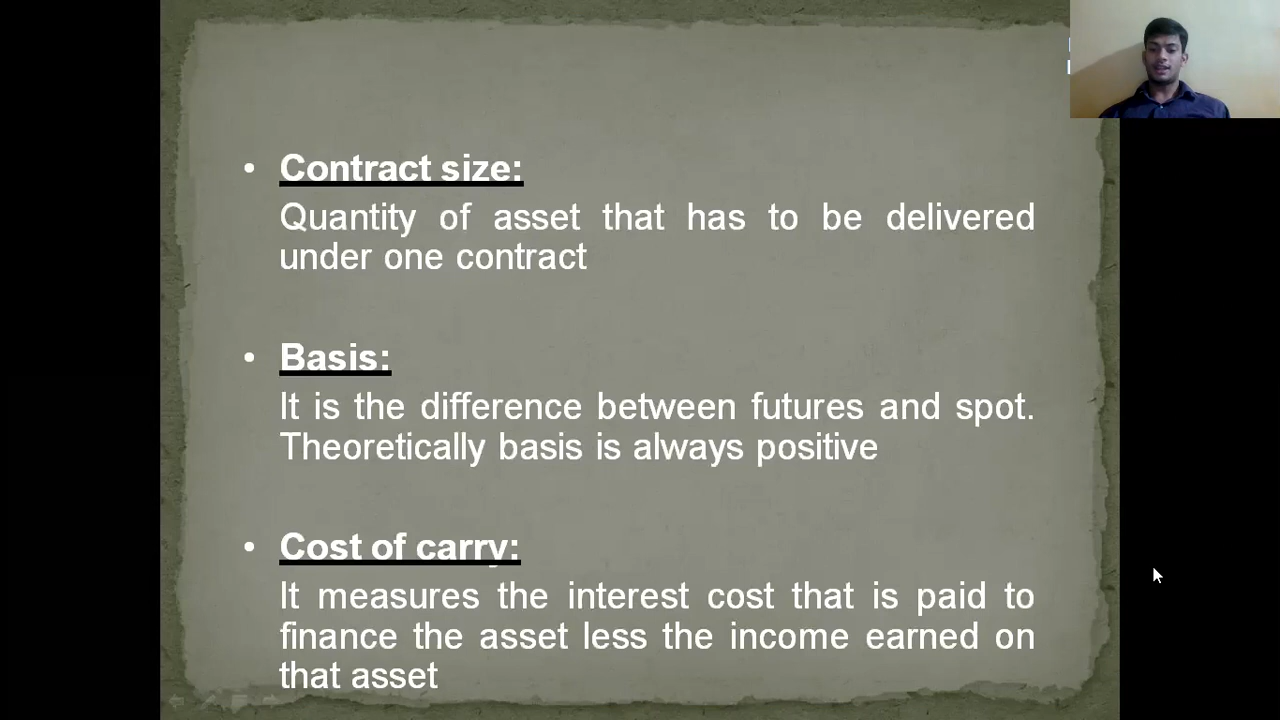 • Contract size:
Quantity of asset that has to be delivered
under one contract
• Basis:
It is the difference between futures and spot.
Theoretically basis is always positive
• Cost of carry:
It measures the interest cost that is paid to
finance the asset less the income earned on
that asset